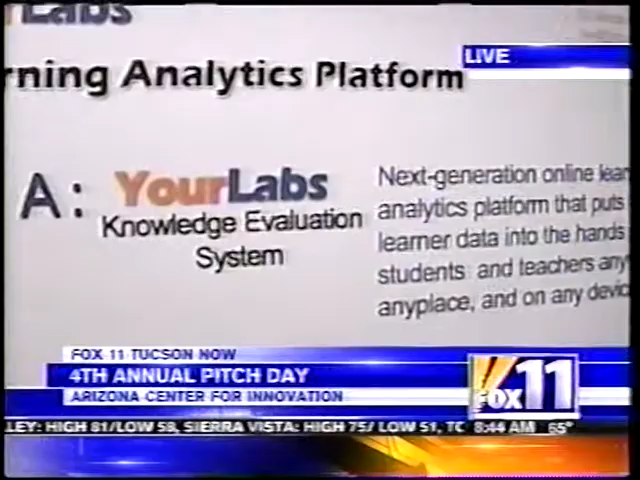 Labs
rning Analytics Platform
LIVE
A:
YourLabs
Knowledge Evaluation
System
Next-generation online lear
analytics platform that puts
learner data into the hands
students and teachers any
anyplace, and on any devic
FOX 11 TUCSON NOW
4TH ANNUAL PITCH DAY
ARIZONA CENTER FOR INNOVATION
FOX 11
LEY: HIGH 81/LOW 58, SIERRA VISTA: HIGH 75/ LOW 51, TO
8:44 AM 65°